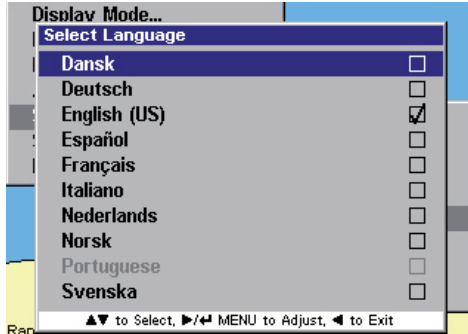 Display Mode...
Select Language
Dansk
Deutsch
English (US)
Español
Français
Italiano
Nederlands
Norsk
Portuguese
Svenska
▲▼ to Select, ▶/↵ MENU to Adjust, ◀ to Exit